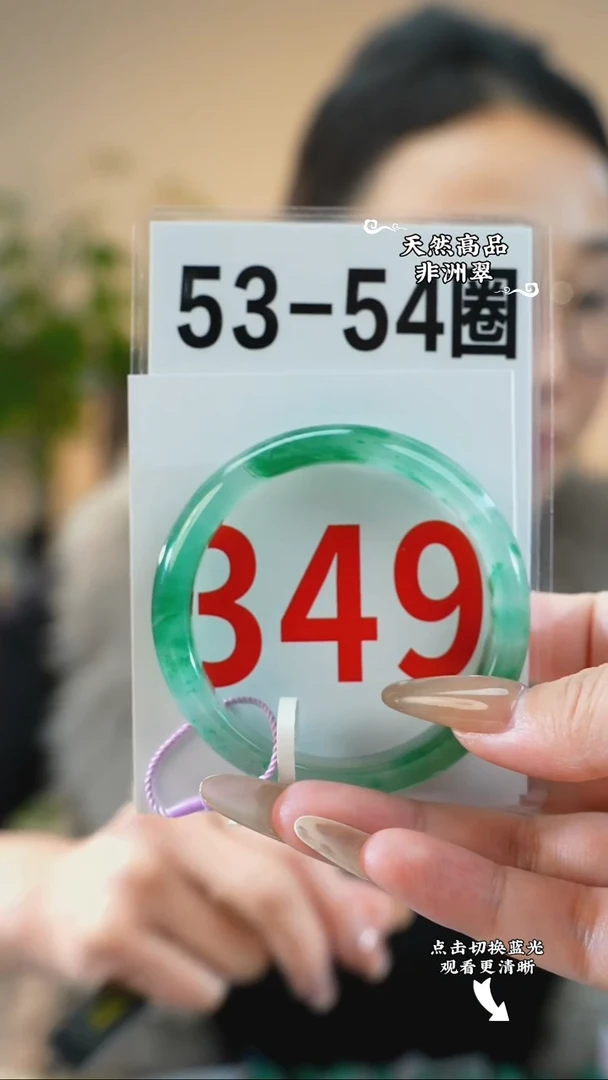 天然高品
非洲翠
53-54圈
349
点击切换蓝光
观看更清晰